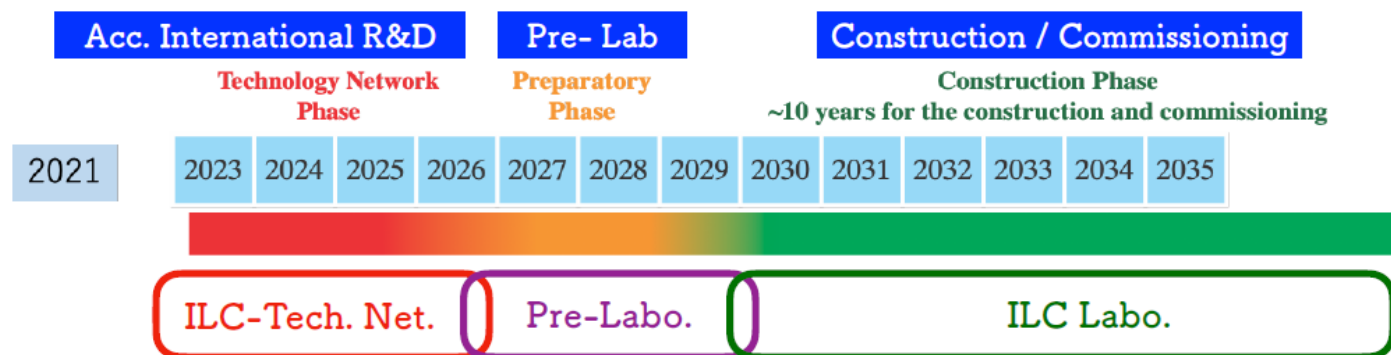 Acc. International R&D
Pre- Lab
Construction / Commissioning
Technology Network
Phase
Preparatory
Phase
Construction Phase
~10 years for the construction and commissioning
2021
2023 2024 2025 2026 2027 2028 2029 2030 2031 2032 2033 2034 2035
ILC-Tech. Net.
Pre-Labo.
ILC Labo.